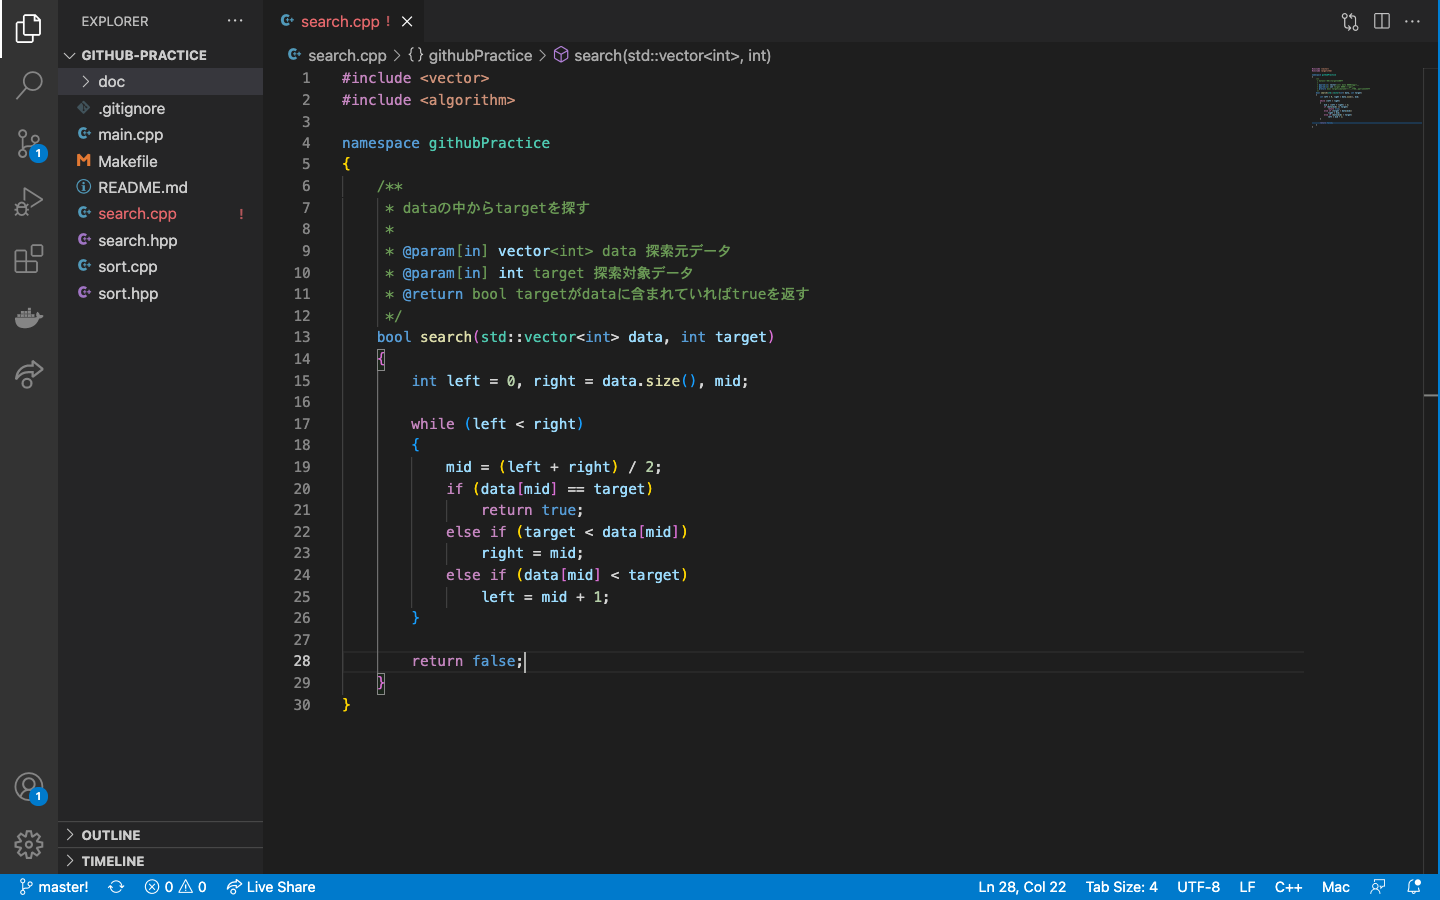 EXPLORER
GITHUB-PRACTICE
doc
.gitignore
main.cpp
Makefile
README.md
search.cpp !
search.hpp
sort.cpp
sort.hpp
OUTLINE
TIMELINE
1
1
search.cpp !
search.cpp > {} githubPractice > search(std::vector<int>, int)
1 #include <vector>
2 #include <algorithm>
3
4 namespace githubPractice
5 {
6 /**
7 * dataの中からtargetを探す
8 *
9 * @param[in] vector<int> data 探索元データ
10 * @param[in] int target 探索対象データ
11 * @return bool targetがdataに含まれていればtrueを返す
12 */
13 bool search(std::vector<int> data, int target)
14 {
15 int left = 0, right = data.size(), mid;
16
17 while (left < right)
18 {
19 mid = (left + right) / 2;
20 if (data[mid] == target)
21 return true;
22 else if (target < data[mid])
23 right = mid;
24 else if (data[mid] < target)
25 left = mid + 1;
26 }
27
28 return false;
29 }
30 }
master! 0 0 Live Share Ln 28, Col 22 Tab Size: 4 UTF-8 LF C++ Mac